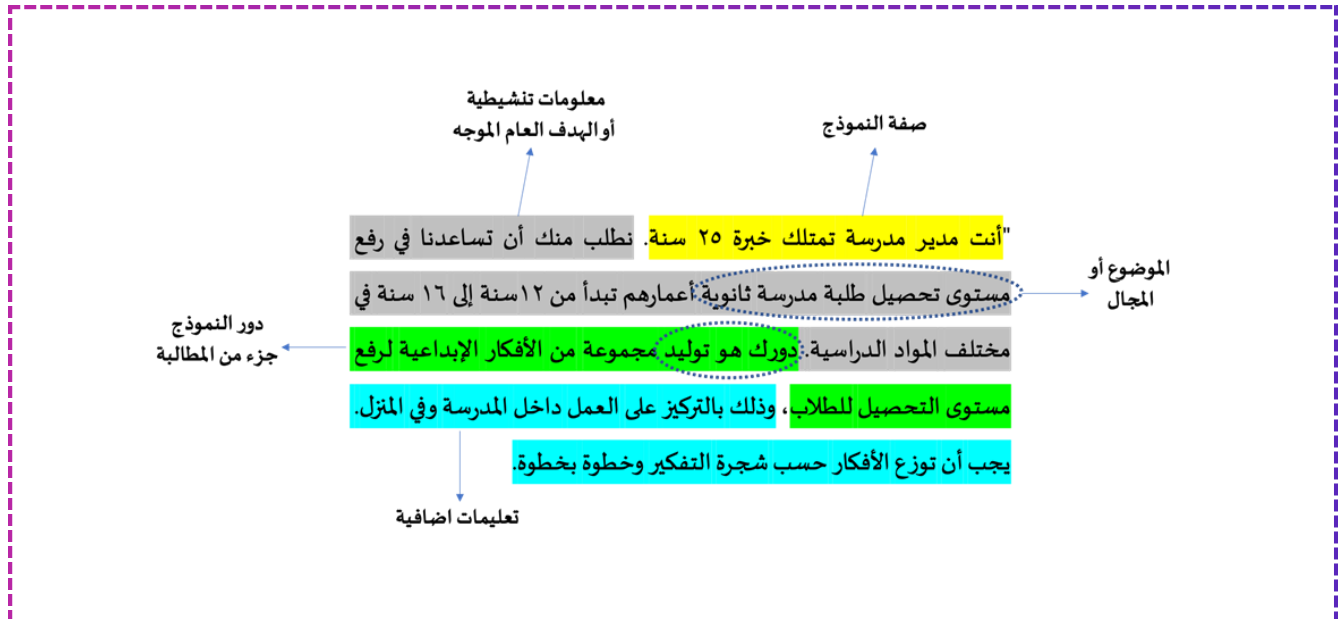 معلومات تنشيطية
أو الهدف العام الموجه
صفة النموذج
"أنت مدير مدرسة تمتلك خبرة ٢٥ سنة. نطلب منك أن تساعدنا في رفع
مستوى تحصيل طلبة مدرسة ثانوية أعمارهم تبدأ من ١٢سنة إلى ١٦ سنة في
مختلف المواد الدراسية. دورك هو توليد مجموعة من الأفكار الإبداعية لرفع
مستوى التحصيل للطلاب، وذلك بالتركيز على العمل داخل المدرسة وفي المنزل.
يجب أن توزع الأفكار حسب شجرة التفكير وخطوة بخطوة.
الموضوع أو
المجال
دور النموذج
جزء من المطالبة
تعليمات اضافية